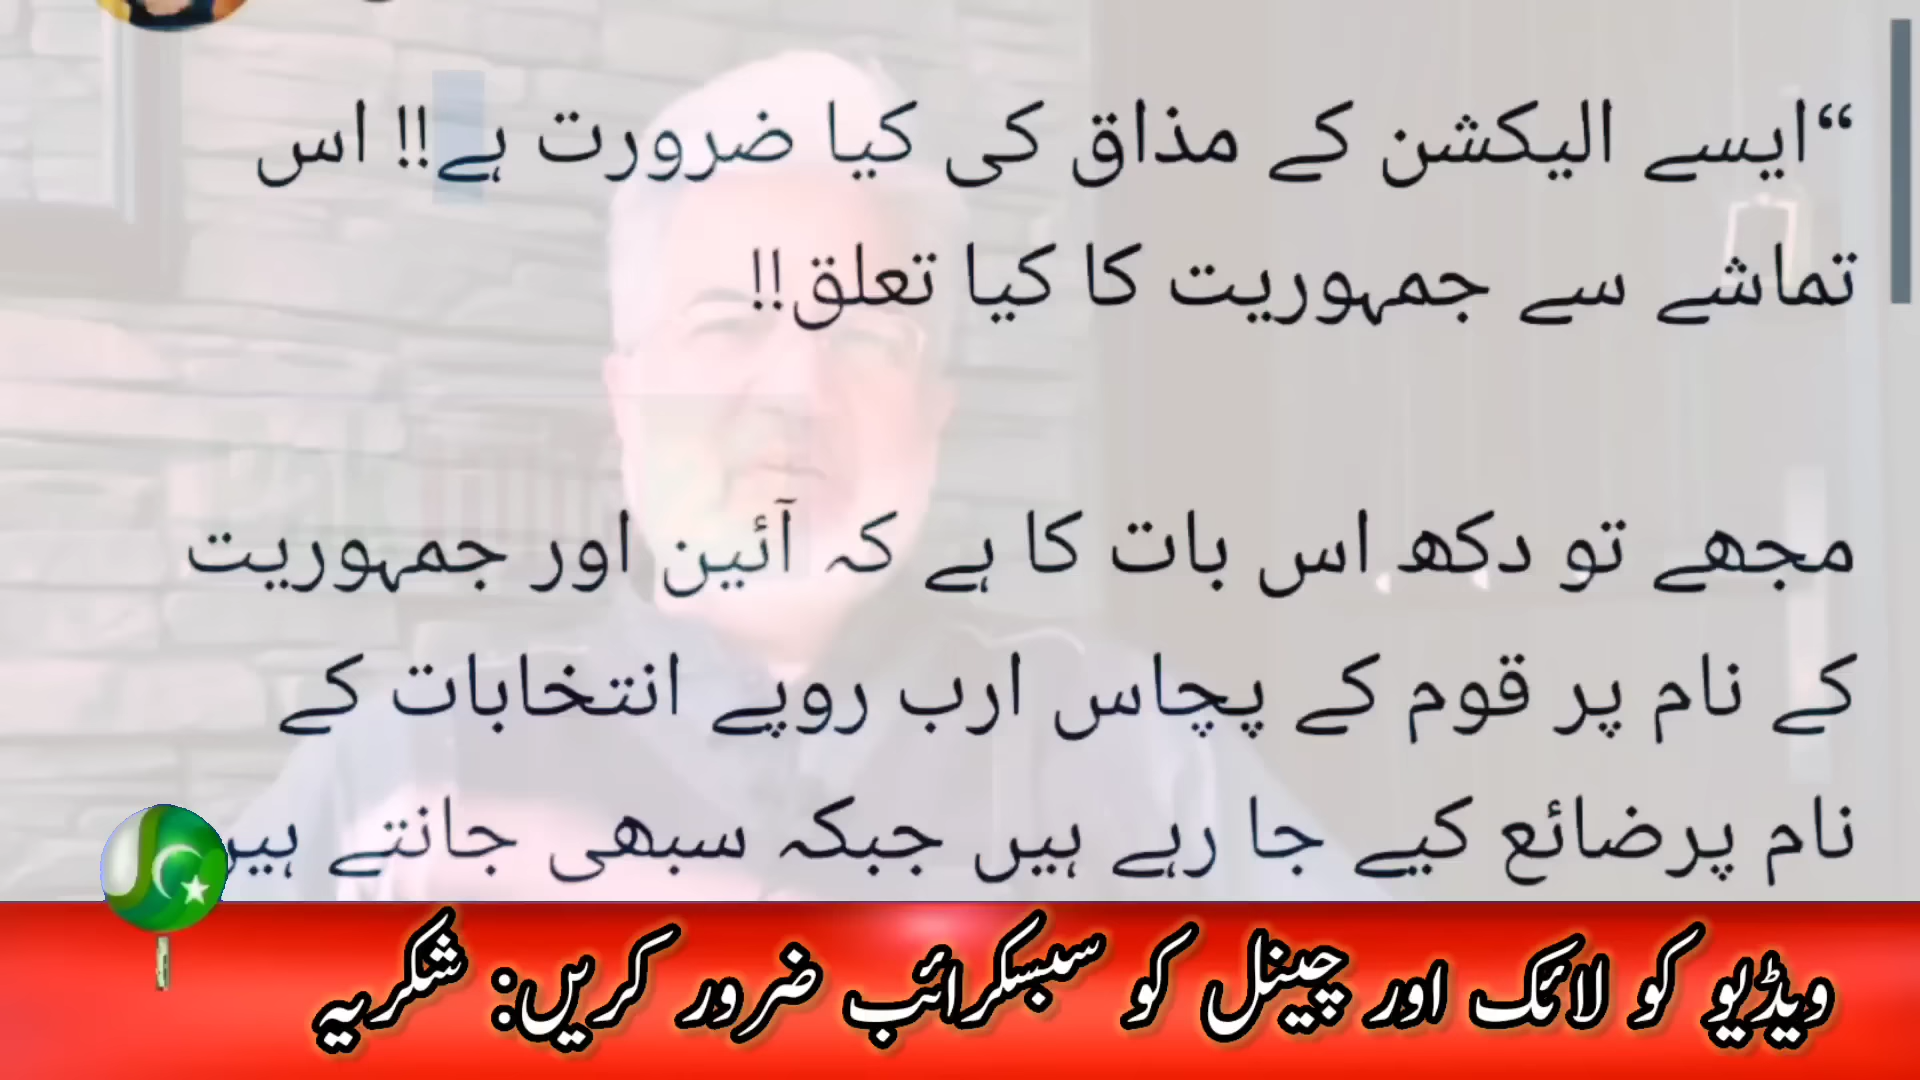 “ایسے الیکشن کے مذاق کی کیا ضرورت ہے!! اس
تماشے سے جمہوریت کا کیا تعلق!!
مجھے تو دکھ اس بات کا ہے کہ آئین اور جمہوریت
کے نام پر قوم کے پچاس ارب روپے انتخابات کے
نام پرضائع کیے جا رہے ہیں جبکہ سبھی جانتے ہیں
ویڈیو کو لائک اور چینل کو سبسکرائب ضرور کریں: شکریہ